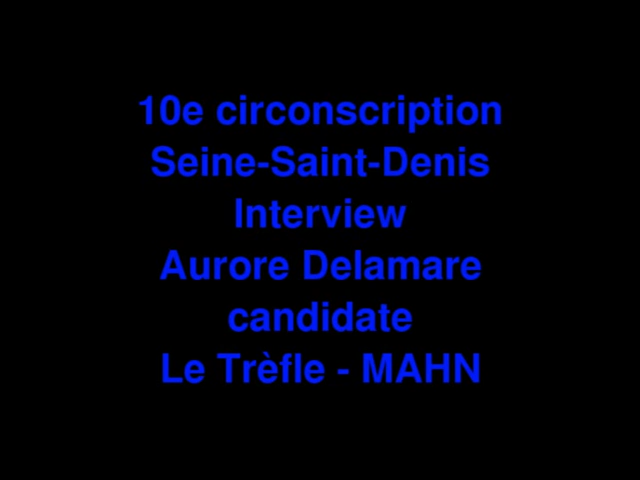 10e circonscription
Seine-Saint-Denis
Interview
Aurore Delamare
candidate
Le Trèfle - MAHN